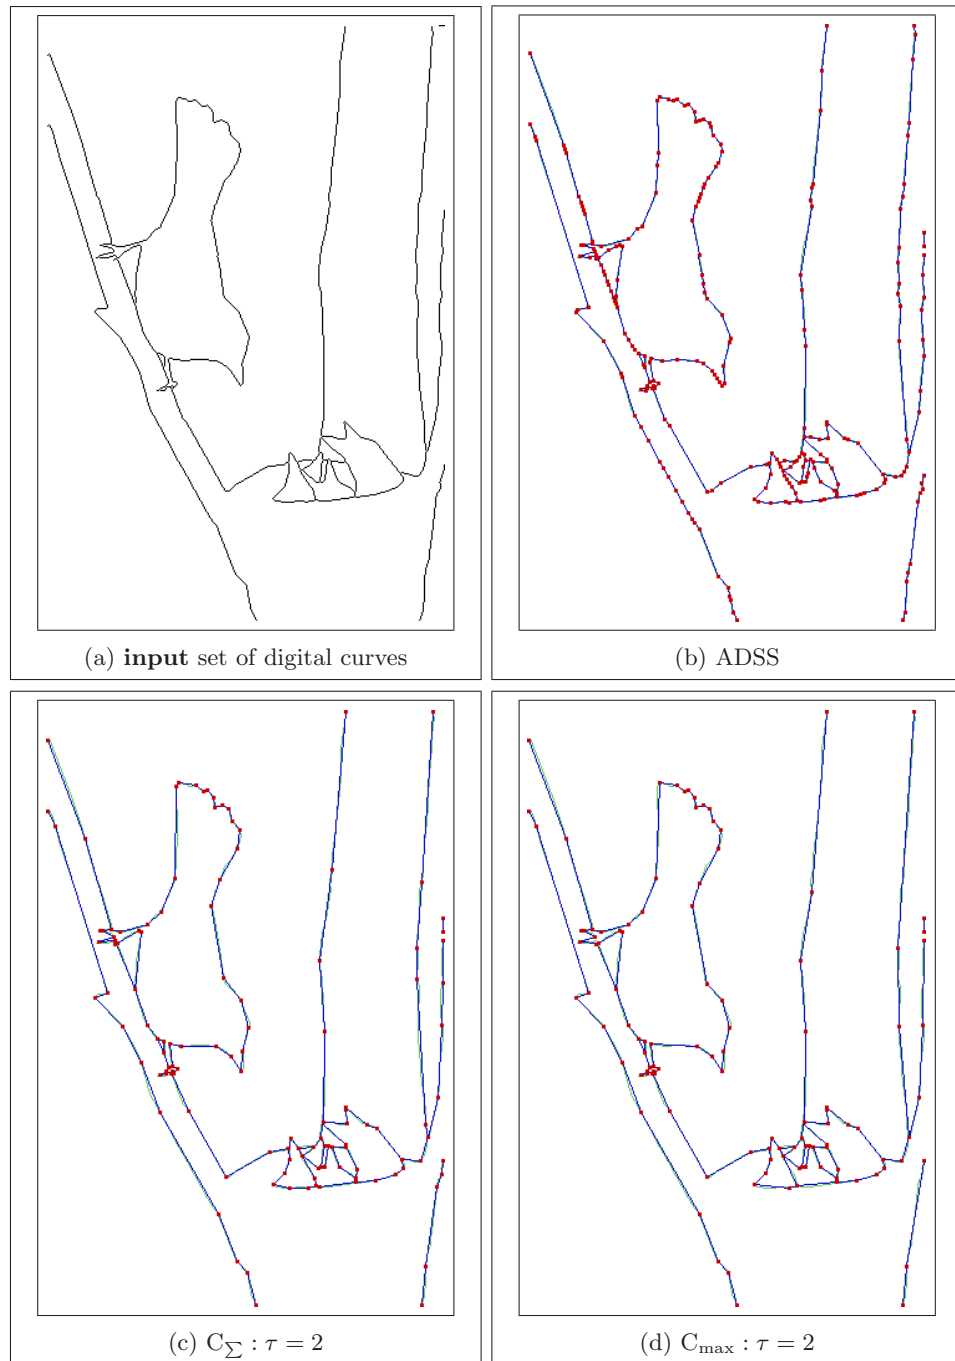 (a) input set of digital curves
(b) ADSS
(c) C∑ : τ = 2
(d) Cmax : τ = 2